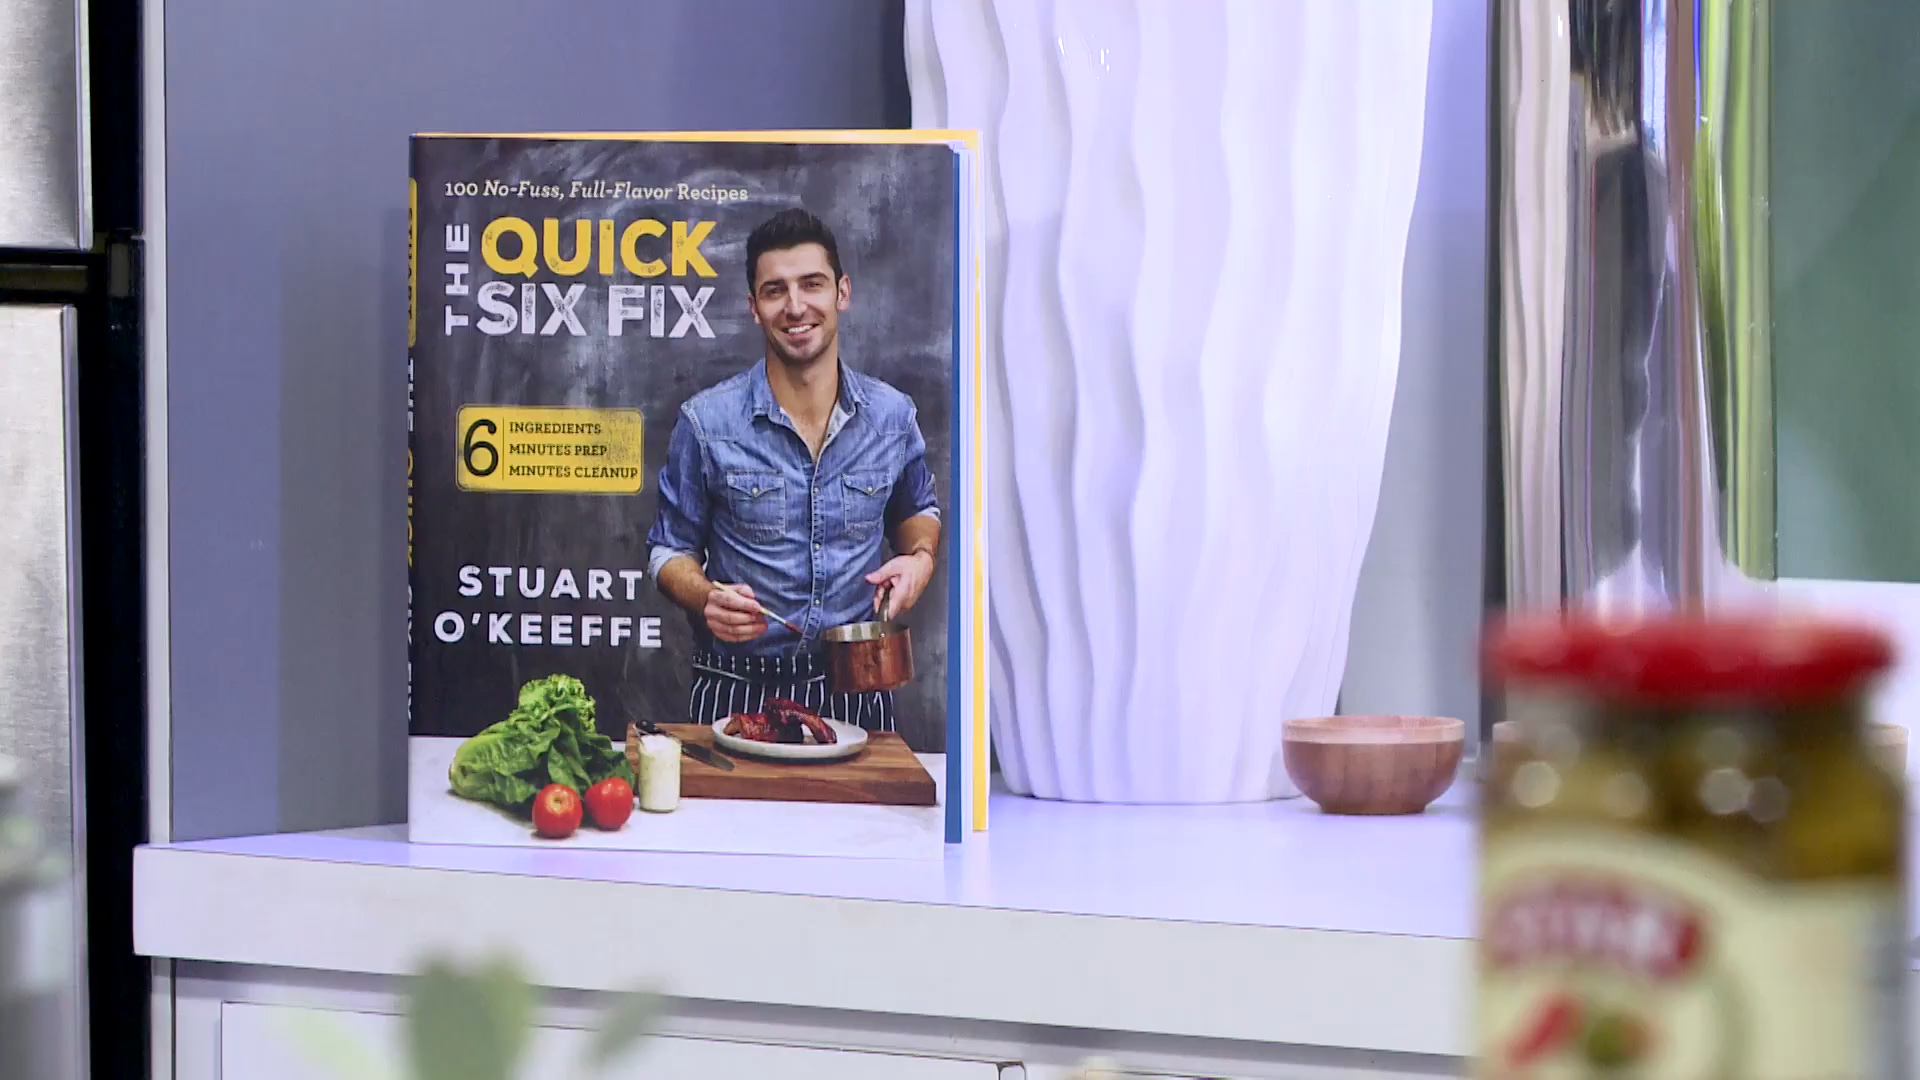 100 No-Fuss, Full-Flavor Recipes
THE
QUICK
SIX FIX
6
INGREDIENTS
MINUTES PREP
MINUTES CLEANUP
STUART
O'KEEFFE